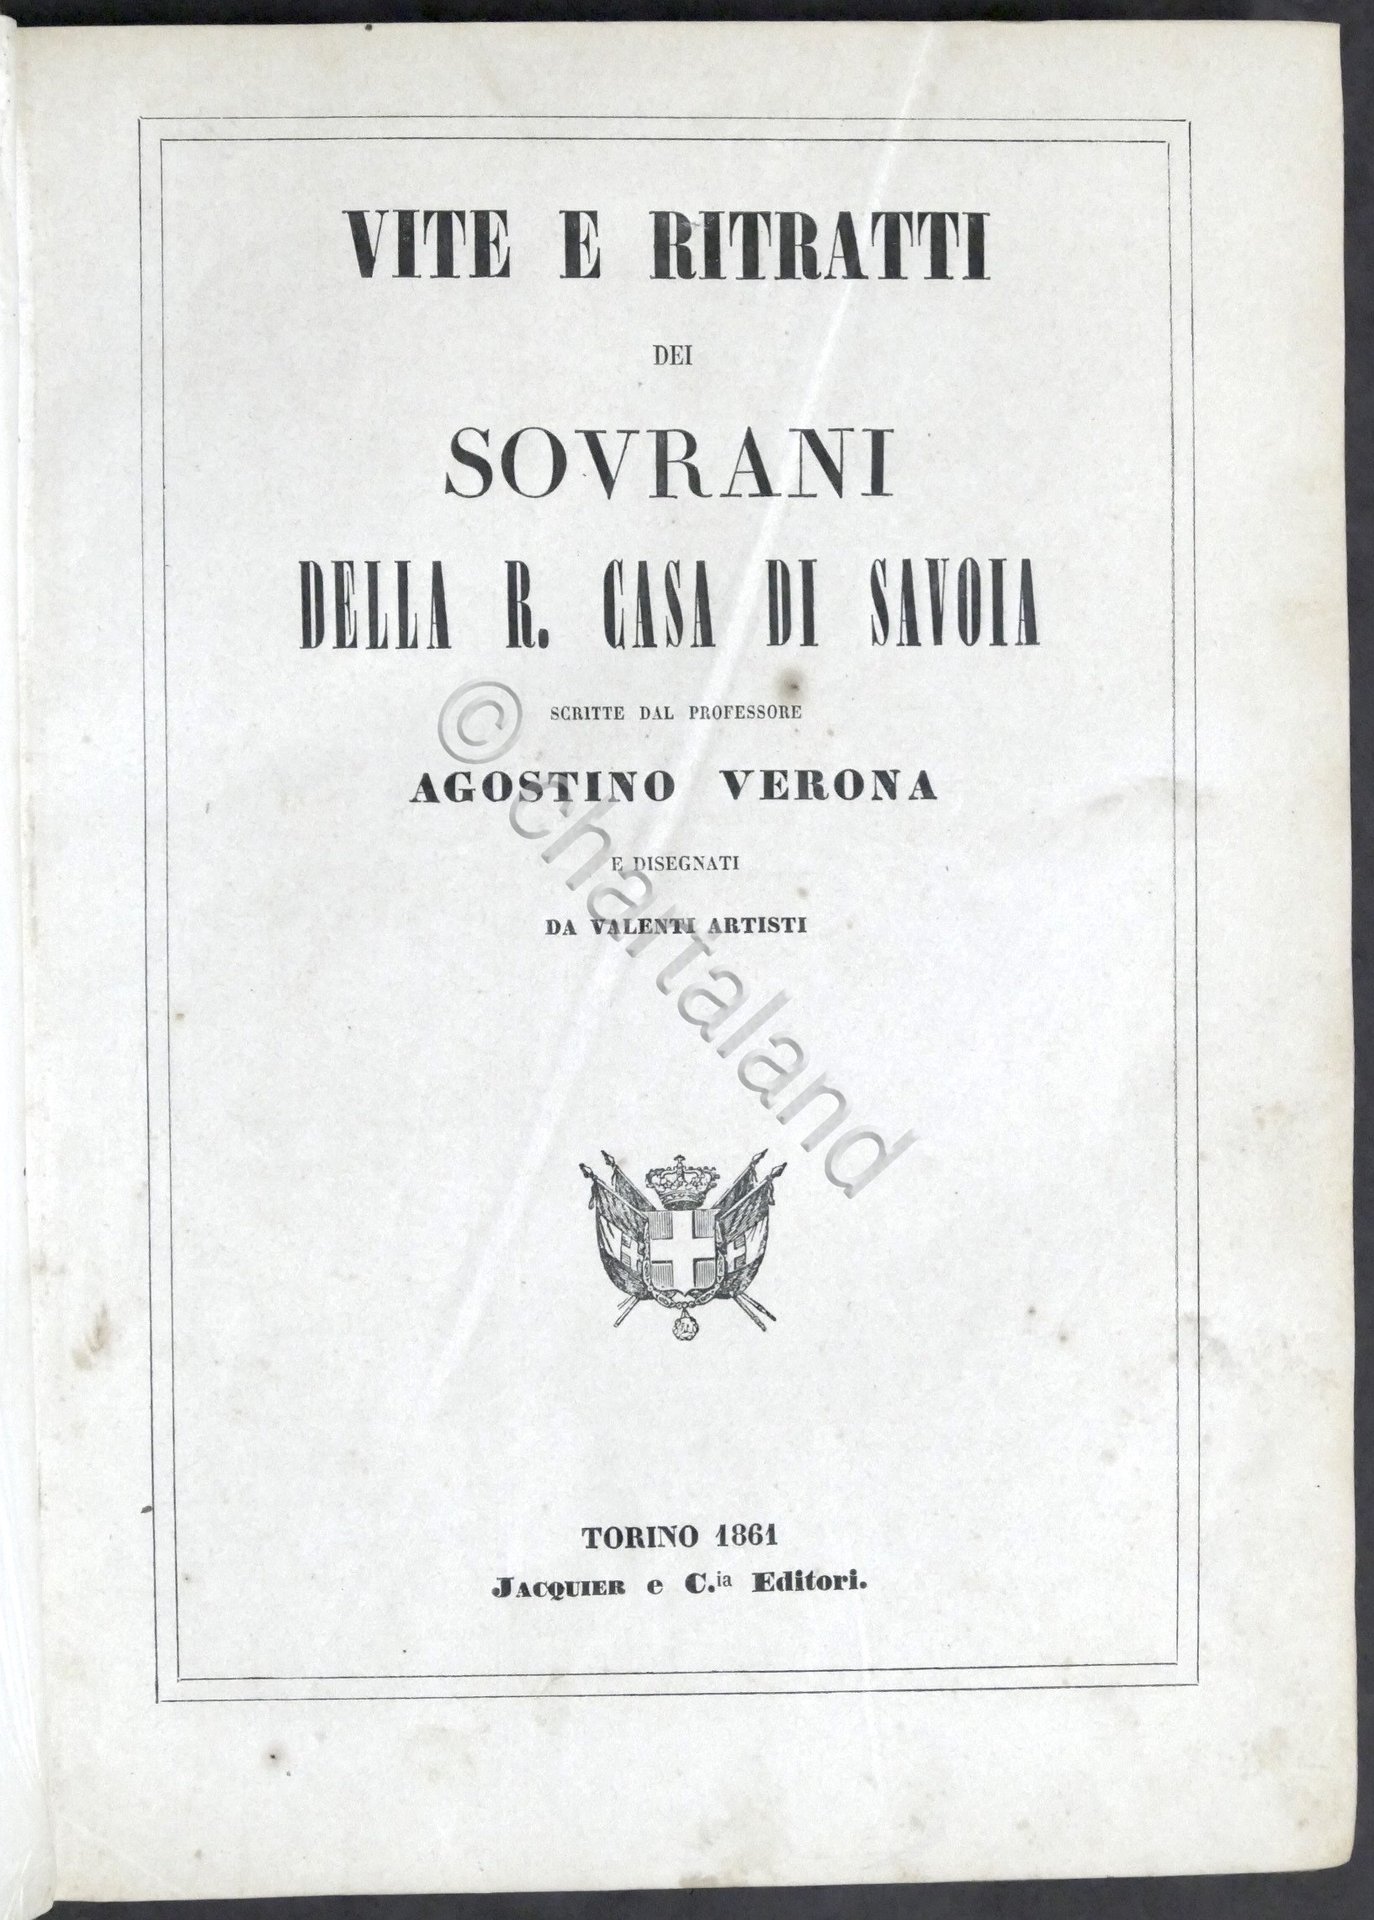 VITE E RITRATTI
DEI
SOVRANI
DELLA R. CASA DI SAVOIA
SCRITTE DAL PROFESSORE
AGOSTINO VERONA
E DISEGNATI
DA VALENTI ARTISTI
© chartaland
TORINO 1861
JACQUIER e C.ia Editori.